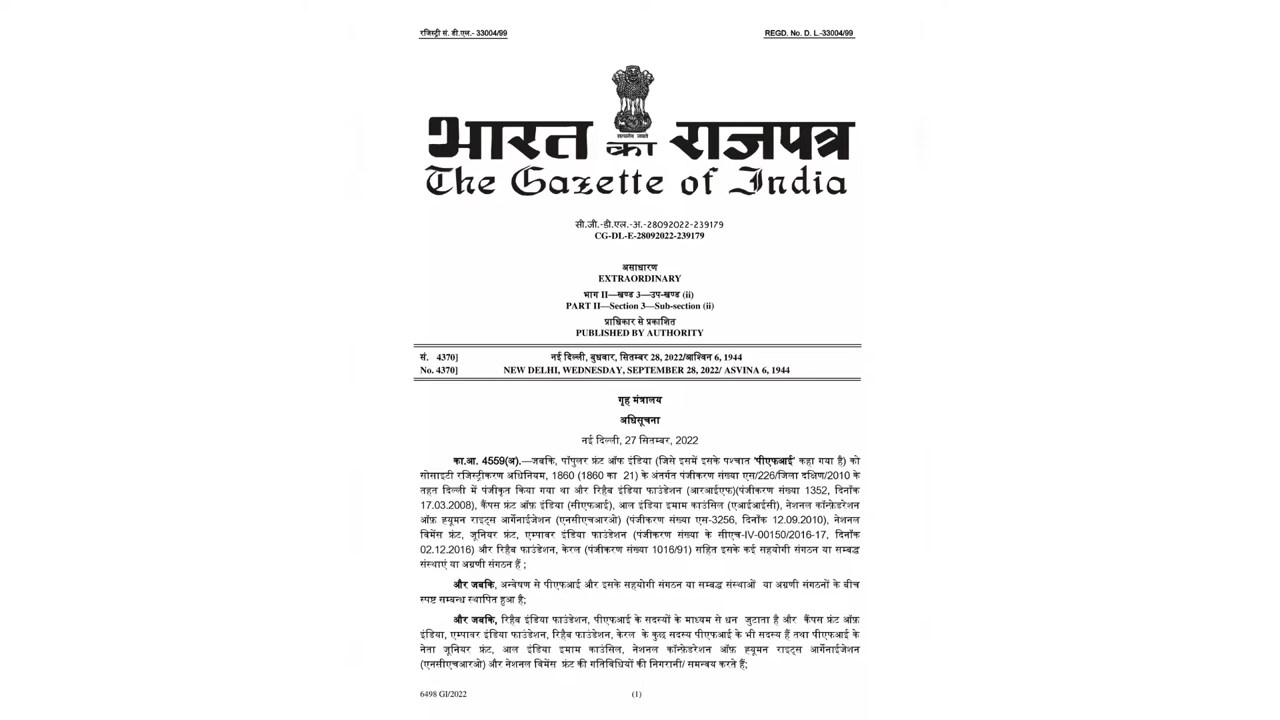 रजिस्ट्री सं. डी.एल.- 33004/99
REGD. No. D. L.-33004/99
सत्यमेव जयते
भारत का राजपत्र
The Gazette of India
सी.जी.-डी.एल.-अ.-28092022-239179
CG-DL-E-28092022-239179
असाधारण
EXTRAORDINARY
भाग II—खण्ड 3—उप-खण्ड (ii)
PART II—Section 3—Sub-section (ii)
प्राधिकार से प्रकाशित
PUBLISHED BY AUTHORITY
सं. 4370] नई दिल्ली, बुधवार, सितम्बर 28, 2022/आश्विन 6, 1944
No. 4370] NEW DELHI, WEDNESDAY, SEPTEMBER 28, 2022/ ASVINA 6, 1944
गृह मंत्रालय
अधिसूचना
नई दिल्ली, 27 सितम्बर, 2022
का.आ. 4559(अ).—जबकि, पॉपुलर फ्रंट ऑफ इंडिया (जिसे इसमें इसके पश्चात 'पीएफआई' कहा गया है) को
सोसाइटी रजिस्ट्रीकरण अधिनियम, 1860 (1860 का 21) के अंतर्गत पंजीकरण संख्या एस/226/जिला दक्षिण/2010 के
तहत दिल्ली में पंजीकृत किया गया था और रिहैब इंडिया फाउंडेशन (आरआईएफ)(पंजीकरण संख्या 1352, दिनाँक
17.03.2008), कैंपस फ्रंट ऑफ़ इंडिया (सीएफआई), आल इंडिया इमाम काउंसिल (एआईआईसी), नेशनल कॉन्फ़ेडरेशन
ऑफ़ ह्यूमन राइट्स आर्गेनाईजेशन (एनसीएचआरओ) (पंजीकरण संख्या एस-3256, दिनाँक 12.09.2010), नेशनल
विमेंस फ्रंट, जूनियर फ्रंट, एम्पावर इंडिया फाउंडेशन (पंजीकरण संख्या के सीएच-IV-00150/2016-17, दिनाँक
02.12.2016) और रिहैब फाउंडेशन, केरल (पंजीकरण संख्या 1016/91) सहित इसके कई सहयोगी संगठन या सम्बद्ध
संस्थाएं या अग्रणी संगठन हैं ;
और जबकि, अन्वेषण से पीएफआई और इसके सहयोगी संगठन या सम्बद्ध संस्थाओं या अग्रणी संगठनों के बीच
स्पष्ट सम्बन्ध स्थापित हुआ है;
और जबकि, रिहैब इंडिया फाउंडेशन, पीएफआई के सदस्यों के माध्यम से धन जुटाता है और कैंपस फ्रंट ऑफ़
इंडिया, एम्पावर इंडिया फाउंडेशन, रिहैब फाउंडेशन, केरल के कुछ सदस्य पीएफआई के भी सदस्य हैं तथा पीएफआई के
नेता जूनियर फ्रंट, आल इंडिया इमाम काउंसिल, नेशनल कॉन्फ़ेडरेशन ऑफ़ ह्यूमन राइट्स आर्गेनाईजेशन
(एनसीएचआरओ) और नेशनल विमेंस फ्रंट की गतिविधियों की निगरानी/ समन्वय करते हैं;
6498 GI/2022
(1)